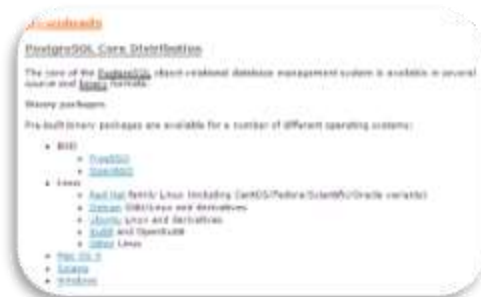 Downloads
PostgreSQL Core Distribution
The core of the PostgreSQL object-relational database management system is available in several
source and binary formats.
Binary packages
Pre-built binary packages are available for a number of different operating systems:
BSD
FreeBSD
OpenBSD
Linux
Red Hat family Linux (including CentOS/Fedora/Scientific/Oracle variants)
Debian GNU/Linux and derivatives
Ubuntu Linux and derivatives
SuSE and OpenSuSE
Other Linux
Mac OS X
Solaris
Windows